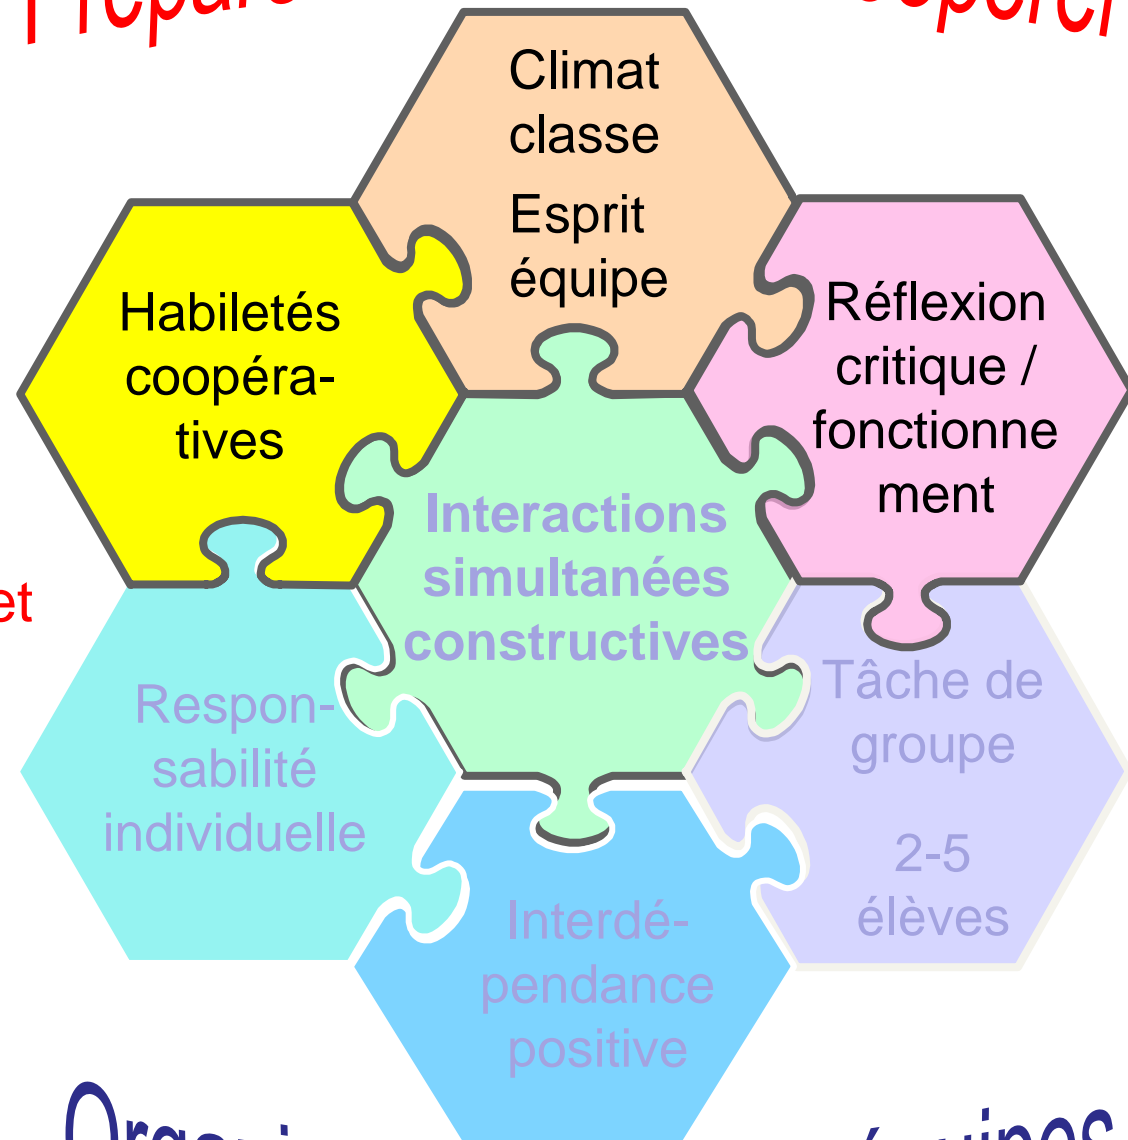 Climat
classe
Esprit
équipe
Habiletés
coopéra-
tives
Réflexion
critique /
fonctionne
ment
Interactions
simultanées
constructives
et
Respon-
sabilité
individuelle
Tâche de
groupe
2-5
élèves
Interdé-
pendance
positive